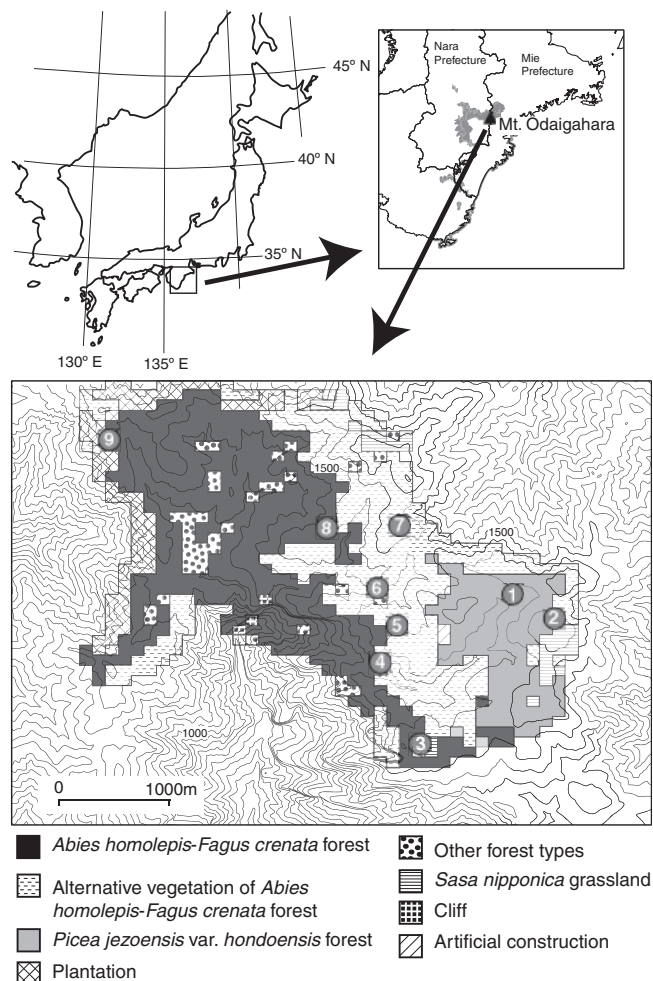 45° N
40° N
35° N
130° E
135° E
Nara
Prefecture
Mie
Prefecture
Mt. Odaigahara
9
1500
8
7
1500
6
1
5
2
4
1000
3
0 1000m
Abies homolepis-Fagus crenata forest
Alternative vegetation of Abies
homolepis-Fagus crenata forest
Picea jezoensis var. hondoensis forest
Plantation
Other forest types
Sasa nipponica grassland
Cliff
Artificial construction